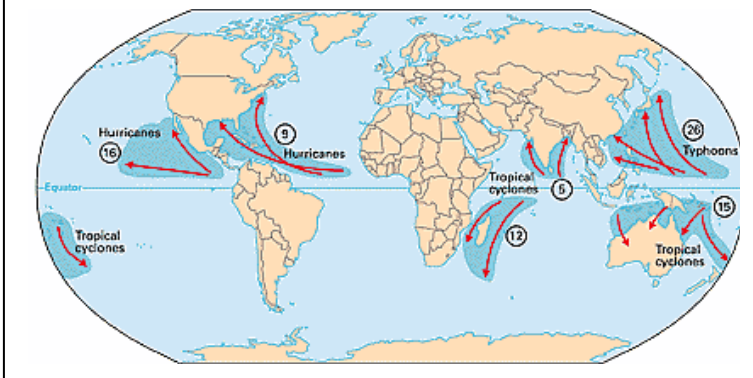 Hurricanes
16
9
Hurricanes
26
Typhoons
Equator
Tropical
cyclones
5
15
Tropical
cyclones
12
Tropical
cyclones